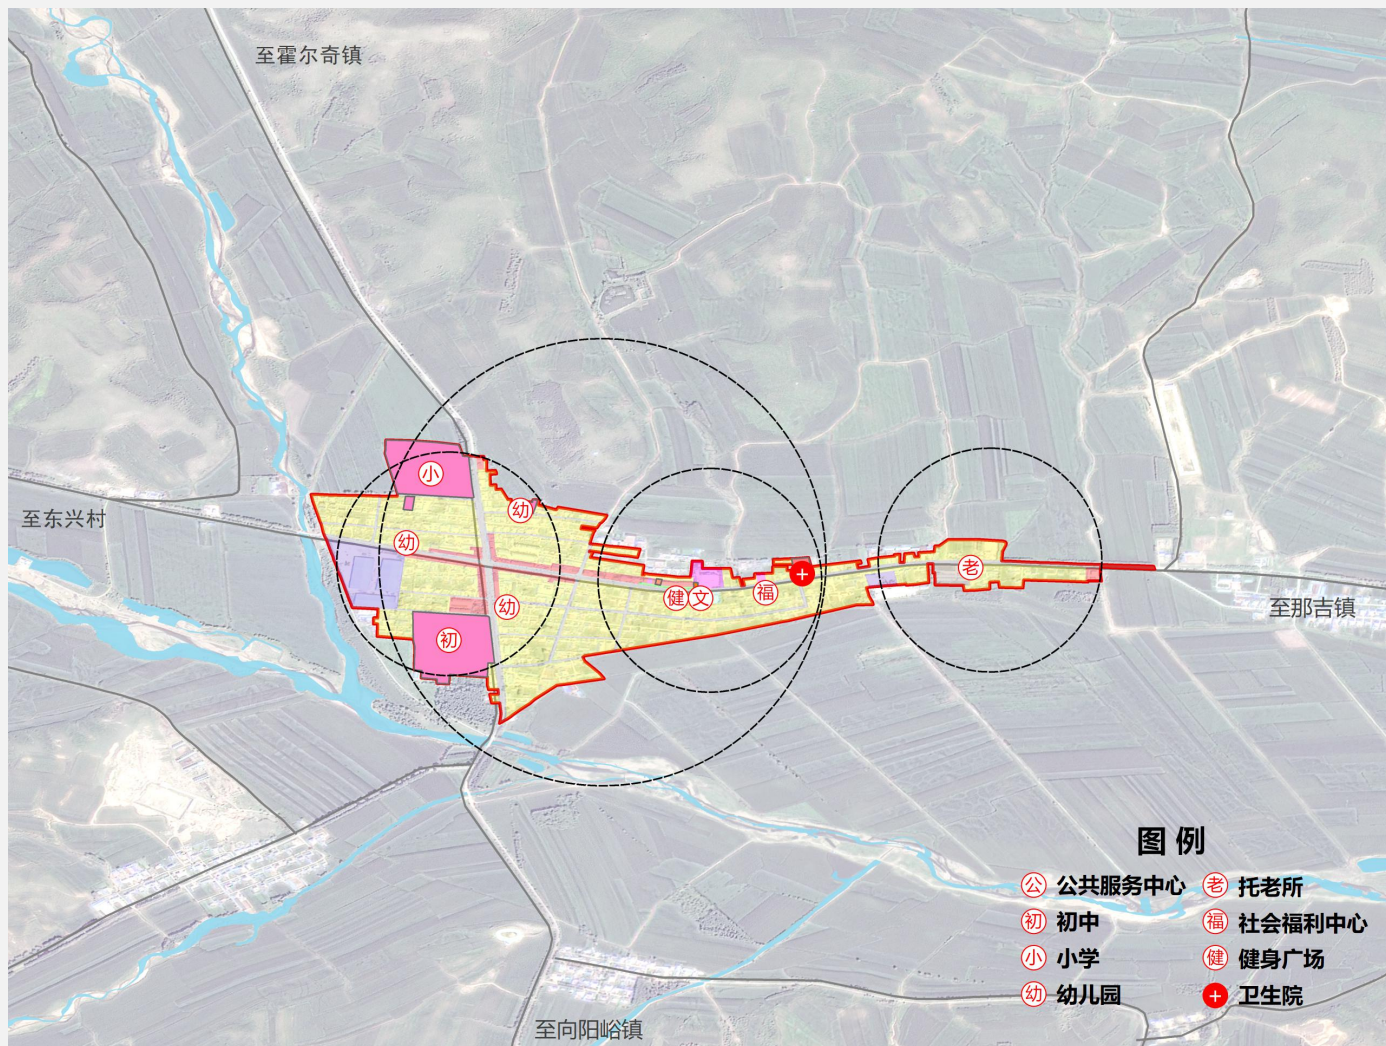 至霍尔奇镇
小
幼
至东兴村
幼
老
福
健 文
幼
至那吉镇
初
图例
公 公共服务中心
老 托老所
初 初中
福 社会福利中心
小 小学
健 健身广场
幼 幼儿园
卫生院
至向阳峪镇